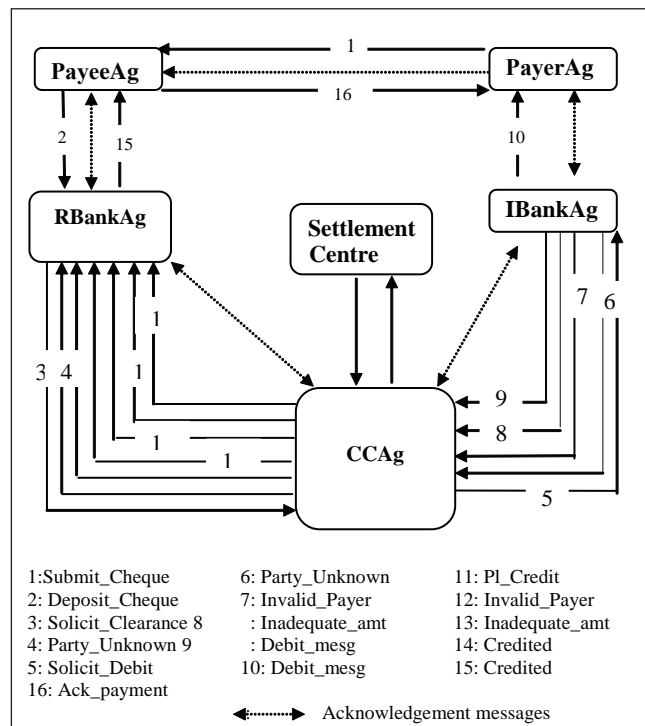 1
PayeeAg
PayerAg
16
2
15
10
RBankAg
IBankAg
Settlement
Centre
7
6
1
3
4
1
9
8
1
1
CCAg
5
1:Submit_Cheque
2: Deposit_Cheque
3: Solicit_Clearance 8
4: Party_Unknown 9
5: Solicit_Debit
16: Ack_payment
6: Party_Unknown
7: Invalid_Payer
: Inadequate_amt
: Debit_mesg
10: Debit_mesg
11: Pl_Credit
12: Invalid_Payer
13: Inadequate_amt
14: Credited
15: Credited
Acknowledgement messages